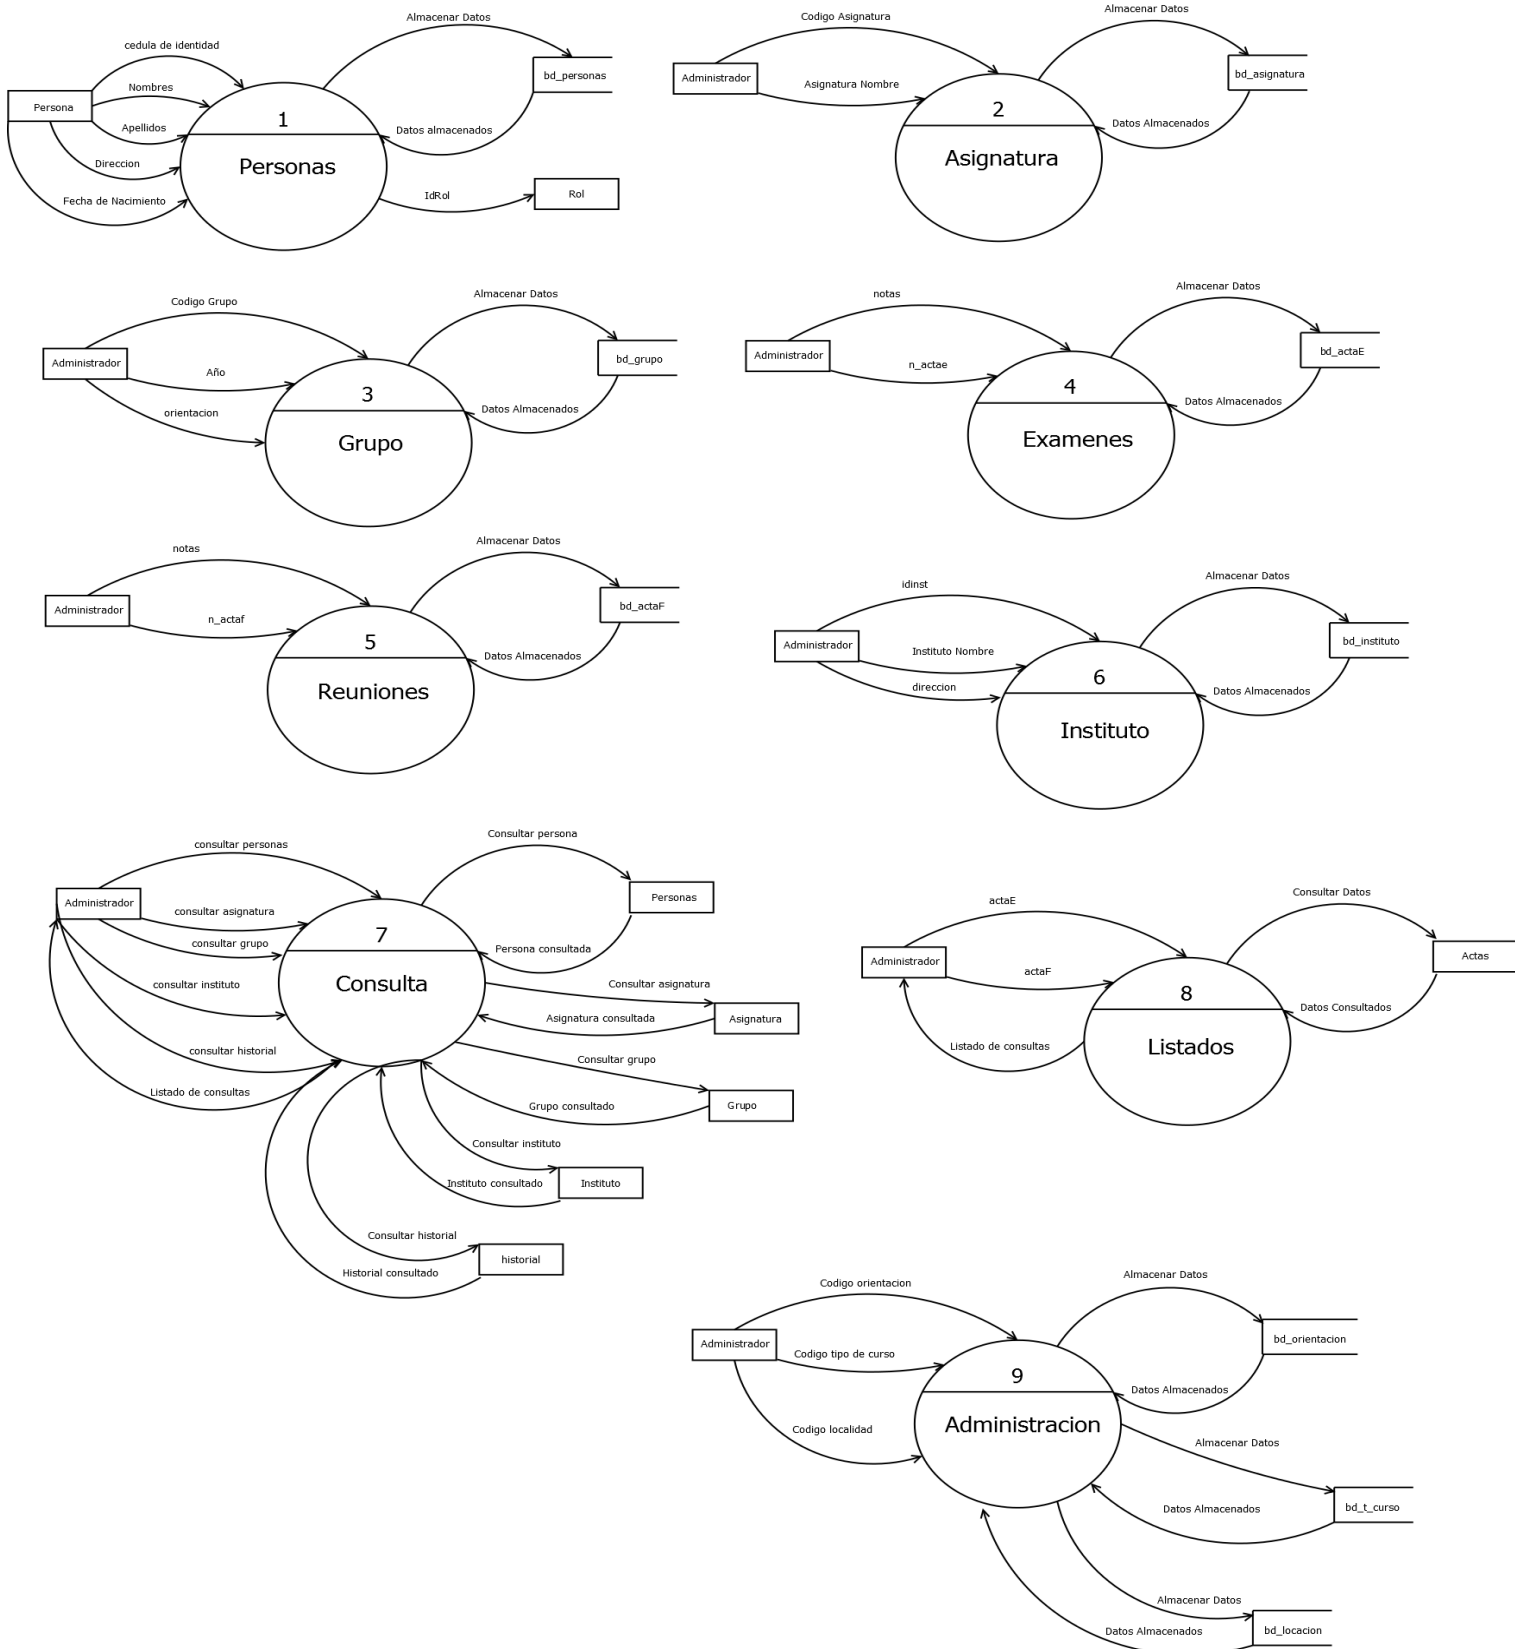 Almacenar Datos
cedula de identidad
Nombres
Persona
Apellidos
Direccion
Fecha de Nacimiento
1
Personas
bd_personas
Datos almacenados
IdRol
Rol
Codigo Asignatura
Almacenar Datos
Administrador
Asignatura Nombre
2
Asignatura
bd_asignatura
Datos Almacenados
Codigo Grupo
Almacenar Datos
Administrador
Año
orientacion
3
Grupo
bd_grupo
Datos Almacenados
notas
Almacenar Datos
Administrador
n_actae
4
Examenes
bd_actaE
Datos Almacenados
notas
Almacenar Datos
Administrador
n_actaf
5
Reuniones
bd_actaF
Datos Almacenados
idinst
Almacenar Datos
Administrador
Instituto Nombre
direccion
6
Instituto
bd_instituto
Datos Almacenados
consultar personas
Consultar persona
Administrador
consultar asignatura
consultar grupo
consultar instituto
consultar historial
Listado de consultas
7
Consulta
Personas
Persona consultada
Consultar asignatura
Asignatura consultada
Asignatura
Consultar grupo
Grupo consultado
Grupo
Consultar instituto
Instituto consultado
Instituto
Consultar historial
Historial consultado
historial
actaE
Consultar Datos
Administrador
actaF
Listado de consultas
8
Listados
Actas
Datos Consultados
Codigo orientacion
Almacenar Datos
Administrador
Codigo tipo de curso
Codigo localidad
9
Administracion
bd_orientacion
Datos Almacenados
Almacenar Datos
Datos Almacenados
bd_t_curso
Almacenar Datos
Datos Almacenados
bd_locacion